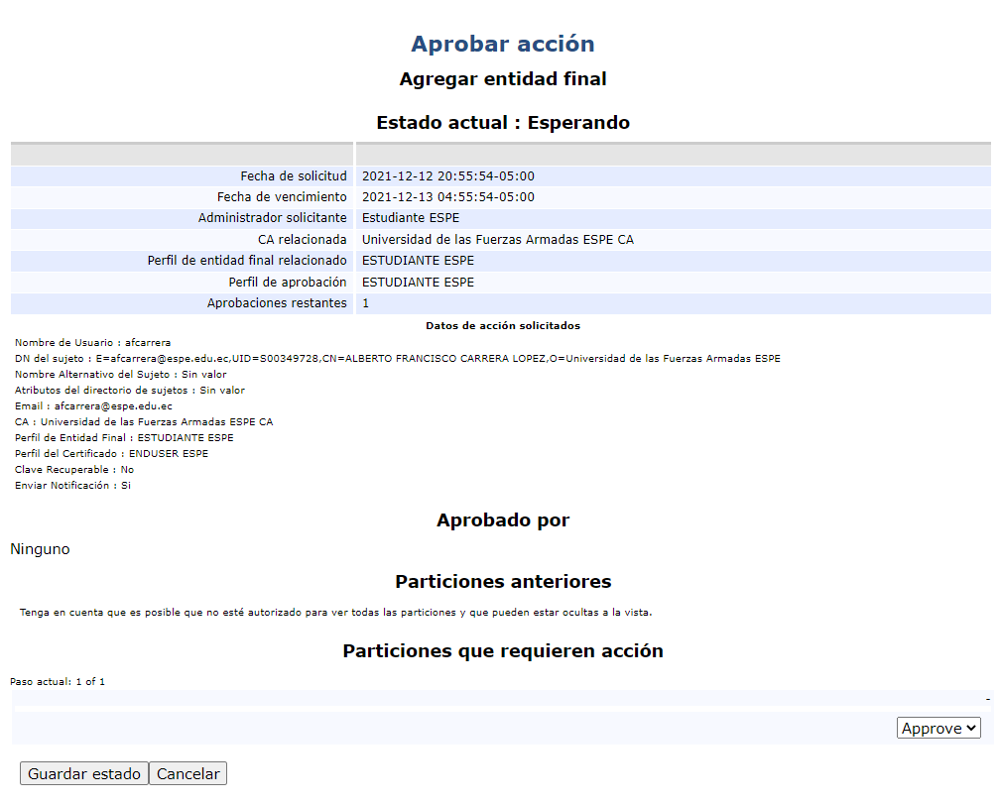 Aprobar acción
Agregar entidad final
Estado actual : Esperando
Fecha de solicitud 2021-12-12 20:55:54-05:00
Fecha de vencimiento 2021-12-13 04:55:54-05:00
Administrador solicitante Estudiante ESPE
CA relacionada Universidad de las Fuerzas Armadas ESPE CA
Perfil de entidad final relacionado ESTUDIANTE ESPE
Perfil de aprobación ESTUDIANTE ESPE
Aprobaciones restantes 1
Datos de acción solicitados
Nombre de Usuario : afcarrera
DN del sujeto : E=afcarrera@espe.edu.ec,UID=S00349728,CN=ALBERTO FRANCISCO CARRERA LOPEZ,O=Universidad de las Fuerzas Armadas ESPE
Nombre Alternativo del Sujeto : Sin valor
Atributos del directorio de sujetos : Sin valor
Email : afcarrera@espe.edu.ec
CA : Universidad de las Fuerzas Armadas ESPE CA
Perfil de Entidad Final : ESTUDIANTE ESPE
Perfil del Certificado : ENDUSER ESPE
Clave Recuperable : No
Enviar Notificación : Si
Aprobado por
Ninguno
Particiones anteriores
Tenga en cuenta que es posible que no esté autorizado para ver todas las particiones y que pueden estar ocultas a la vista.
Particiones que requieren acción
Paso actual: 1 of 1
-
Approve
Guardar estado Cancelar